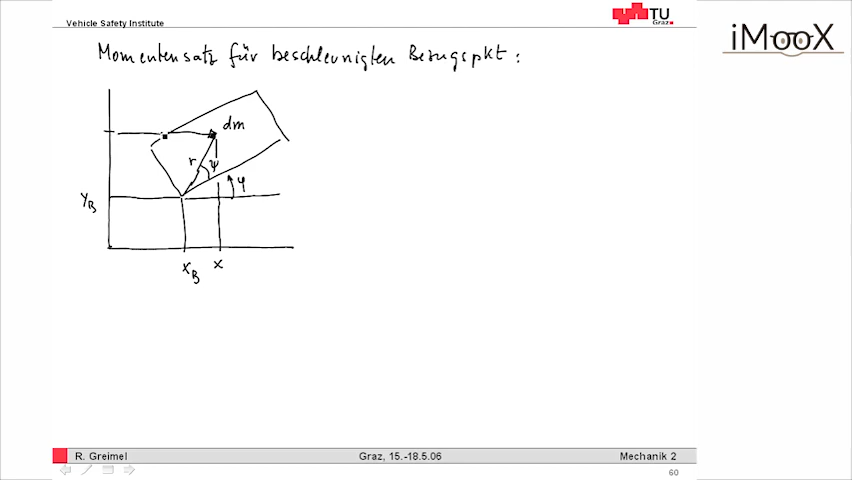 Vehicle Safety Institute
TU
Graz
iMooX
Momentensatz für beschleunigten Bezugspkt:
dm
r
ψ
φ
y_B
x_B
x
R. Greimel
Graz, 15.-18.5.06
Mechanik 2
60